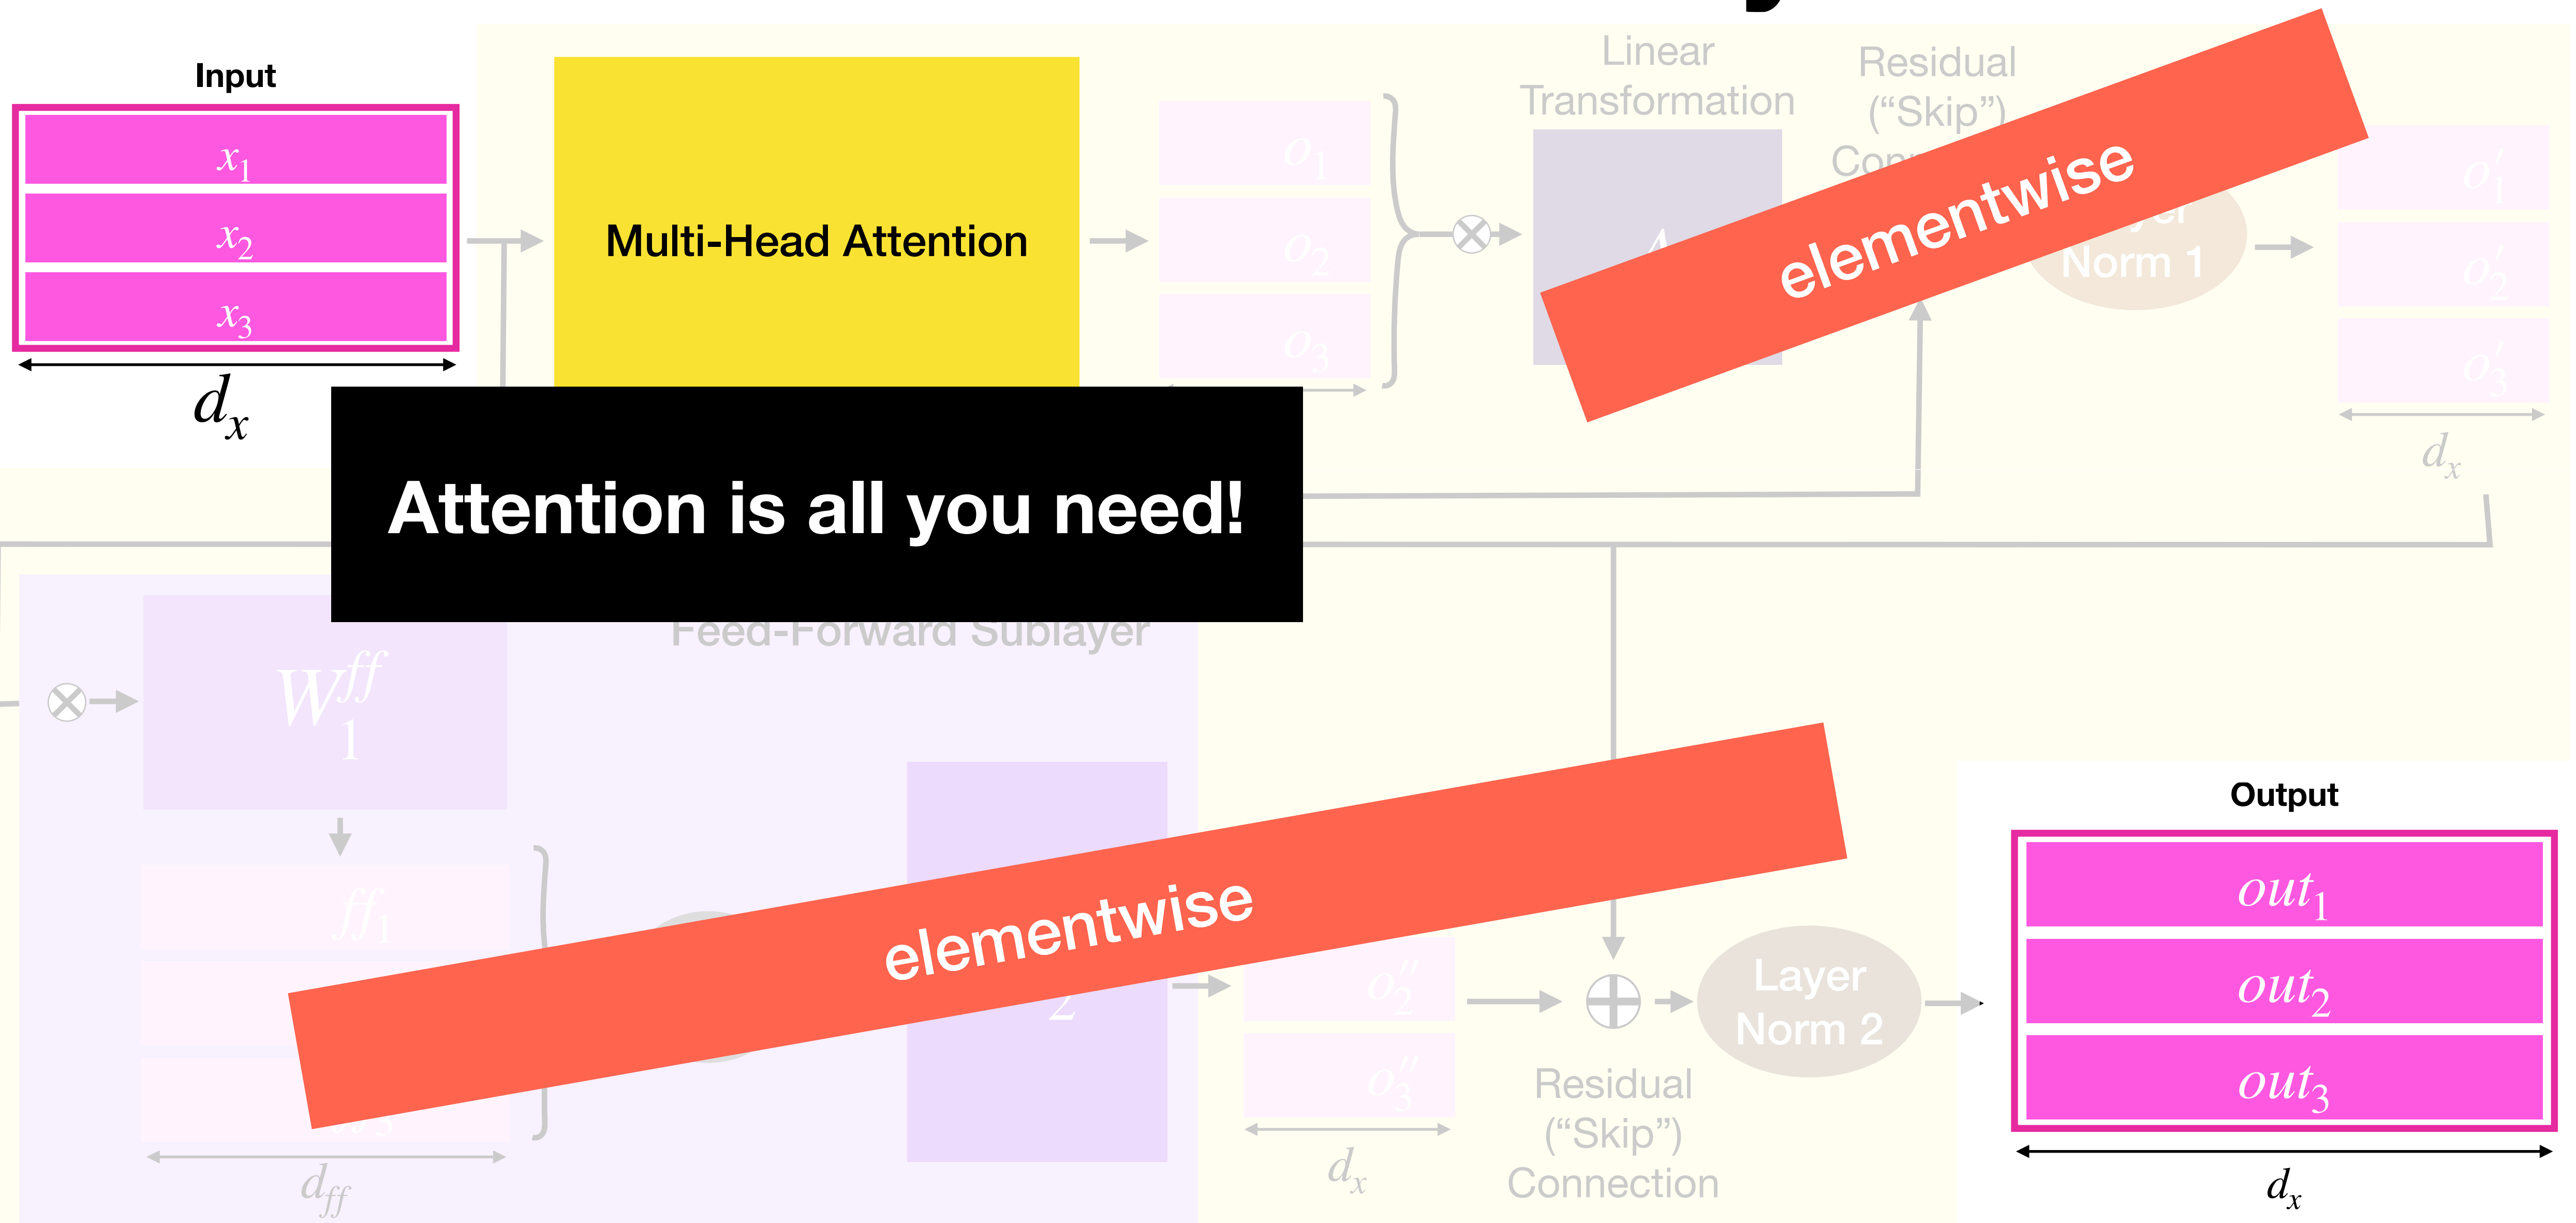 Input
x₁
x₂
x₃
dₓ
Multi-Head Attention
o₁
o₂
o₃
Linear
Transformation
Residual
(“Skip”)
elementwise
Norm 1
o′₁
o′₂
o′₃
dₓ
Attention is all you need!
Feed-Forward Sublayer
W₁ᶠᶠ
ff₁
d_ff
elementwise
2
o″₂
o″₃
dₓ
Residual
(“Skip”)
Connection
Layer
Norm 2
Output
out₁
out₂
out₃
dₓ